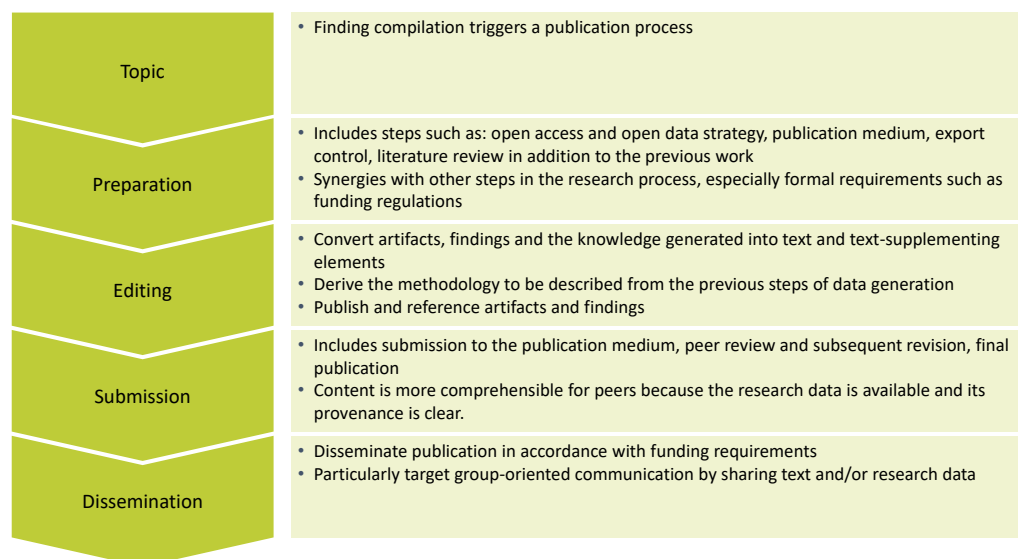 Topic
• Finding compilation triggers a publication process
Preparation
• Includes steps such as: open access and open data strategy, publication medium, export
control, literature review in addition to the previous work
• Synergies with other steps in the research process, especially formal requirements such as
funding regulations
Editing
• Convert artifacts, findings and the knowledge generated into text and text-supplementing
elements
• Derive the methodology to be described from the previous steps of data generation
• Publish and reference artifacts and findings
Submission
• Includes submission to the publication medium, peer review and subsequent revision, final
publication
• Content is more comprehensible for peers because the research data is available and its
provenance is clear.
Dissemination
• Disseminate publication in accordance with funding requirements
• Particularly target group-oriented communication by sharing text and/or research data